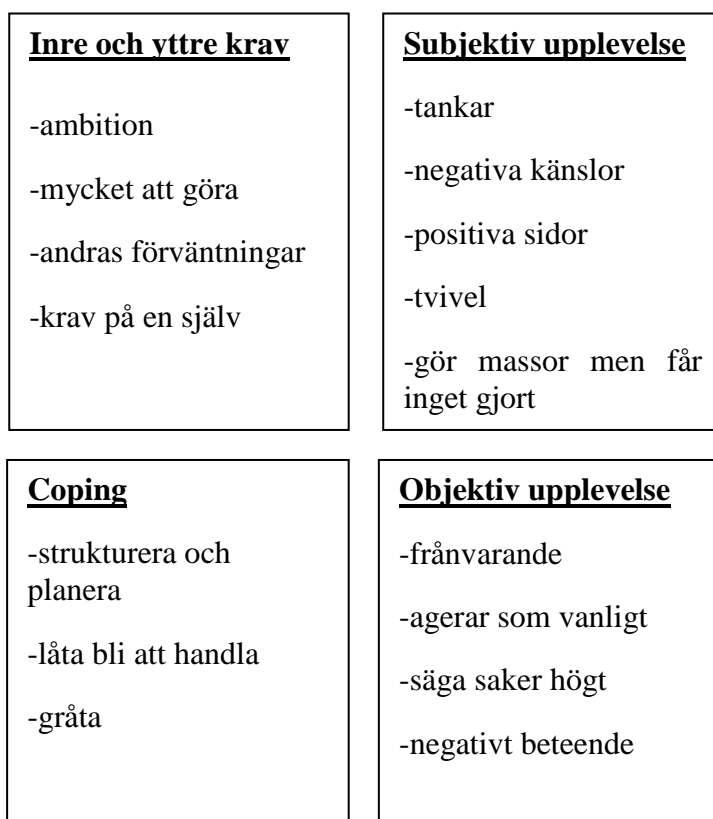 Inre och yttre krav
-ambition
-mycket att göra
-andras förväntningar
-krav på en själv
Subjektiv upplevelse
-tankar
-negativa känslor
-positiva sidor
-tvivel
-gör massor men får
inget gjort
Coping
-strukturera och
planera
-låta bli att handla
-gråta
Objektiv upplevelse
-frånvarande
-agerar som vanligt
-säga saker högt
-negativt beteende